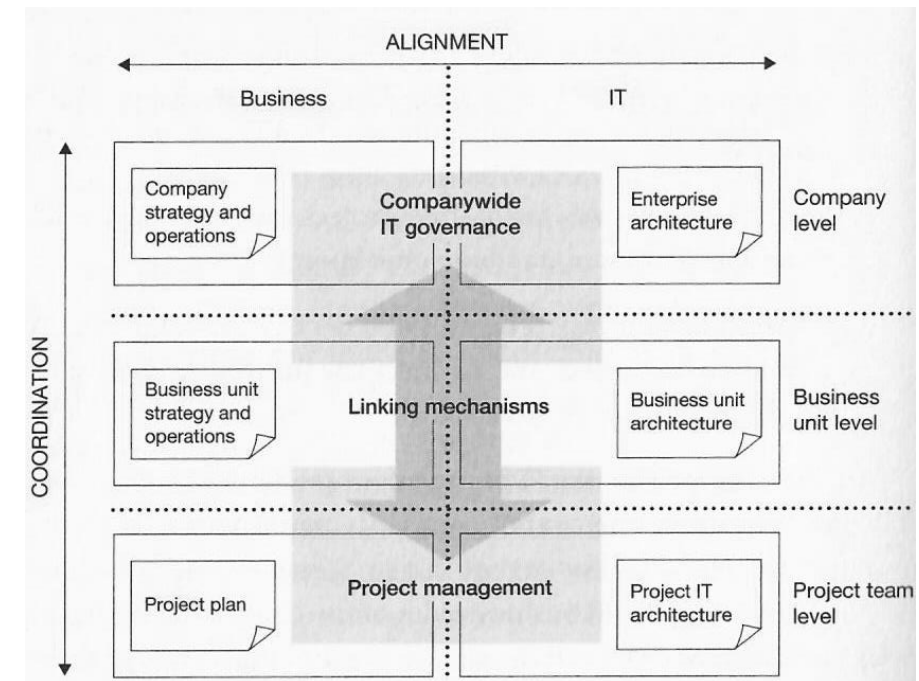 ALIGNMENT
Business
IT
Company
strategy and
operations
Companywide
IT governance
Enterprise
architecture
Company
level
COORDINATION
Business unit
strategy and
operations
Linking mechanisms
Business unit
architecture
Business
unit level
Project plan
Project management
Project IT
architecture
Project team
level